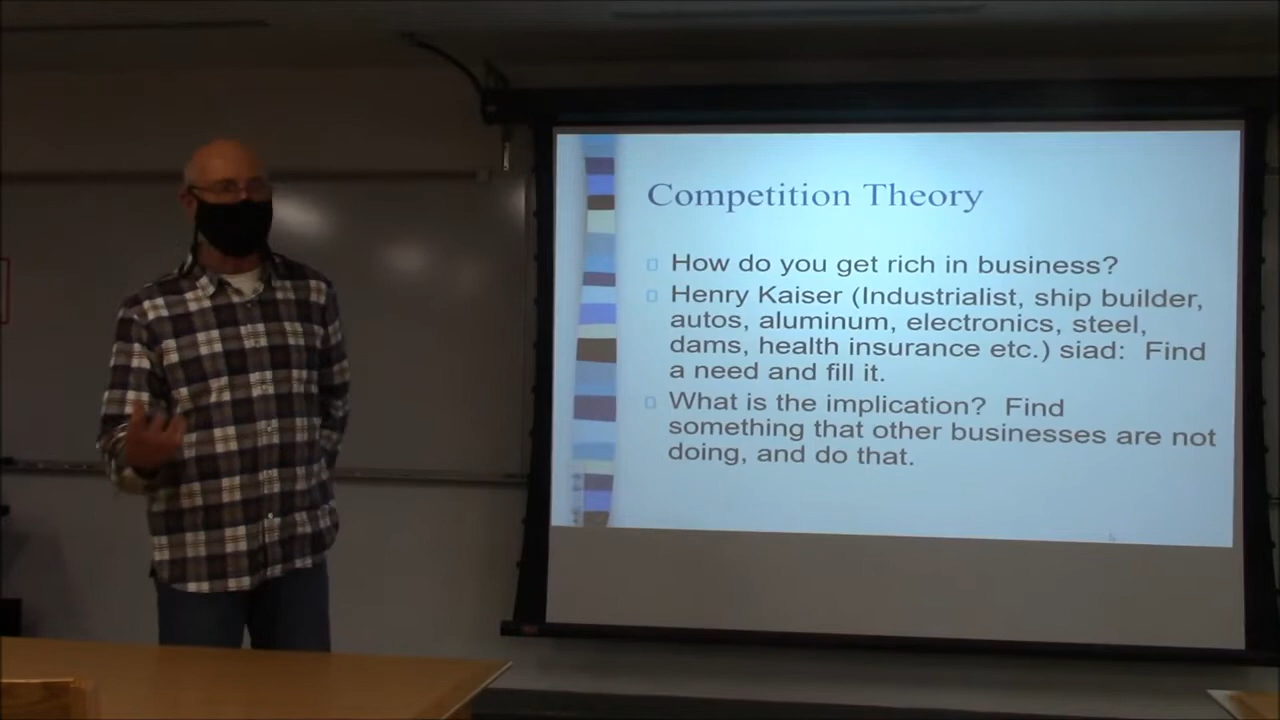 Competition Theory
How do you get rich in business?
Henry Kaiser (Industrialist, ship builder,
autos, aluminum, electronics, steel,
dams, health insurance etc.) siad: Find
a need and fill it.
What is the implication? Find
something that other businesses are not
doing, and do that.